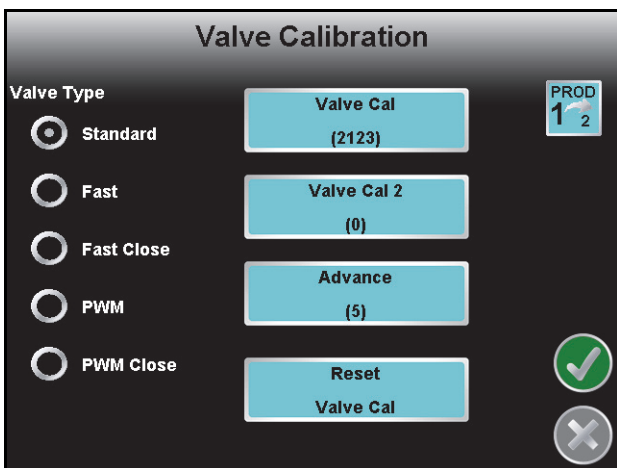 Valve Calibration
Valve Type
Standard
Fast
Fast Close
PWM
PWM Close
Valve Cal
(2123)
Valve Cal 2
(0)
Advance
(5)
Reset
Valve Cal
PROD
1 2